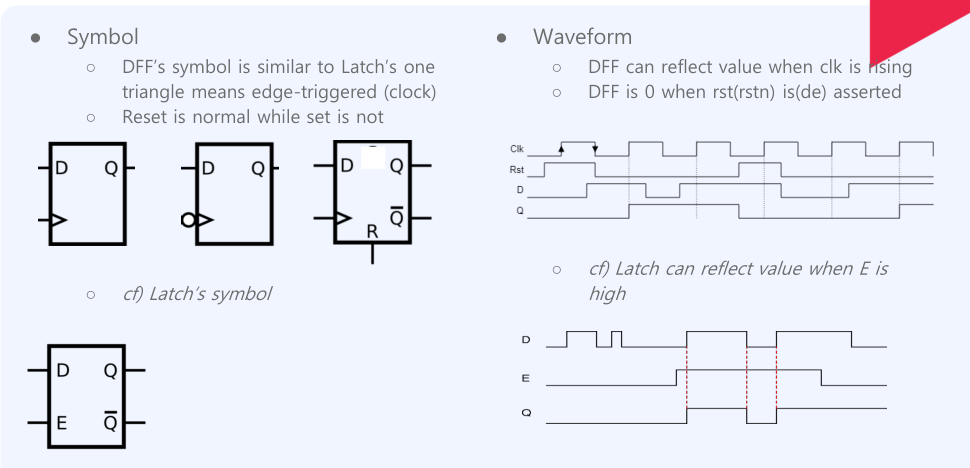 ● Symbol
○ DFF's symbol is similar to Latch's one
triangle means edge-triggered (clock)
○ Reset is normal while set is not
D Q
D Q
D Q
Q̅
R
○ cf) Latch's symbol
D Q
E Q̅
● Waveform
○ DFF can reflect value when clk is rising
○ DFF is 0 when rst(rstn) is(de) asserted
Clk
Rst
D
Q
○ cf) Latch can reflect value when E is
high
D
E
Q